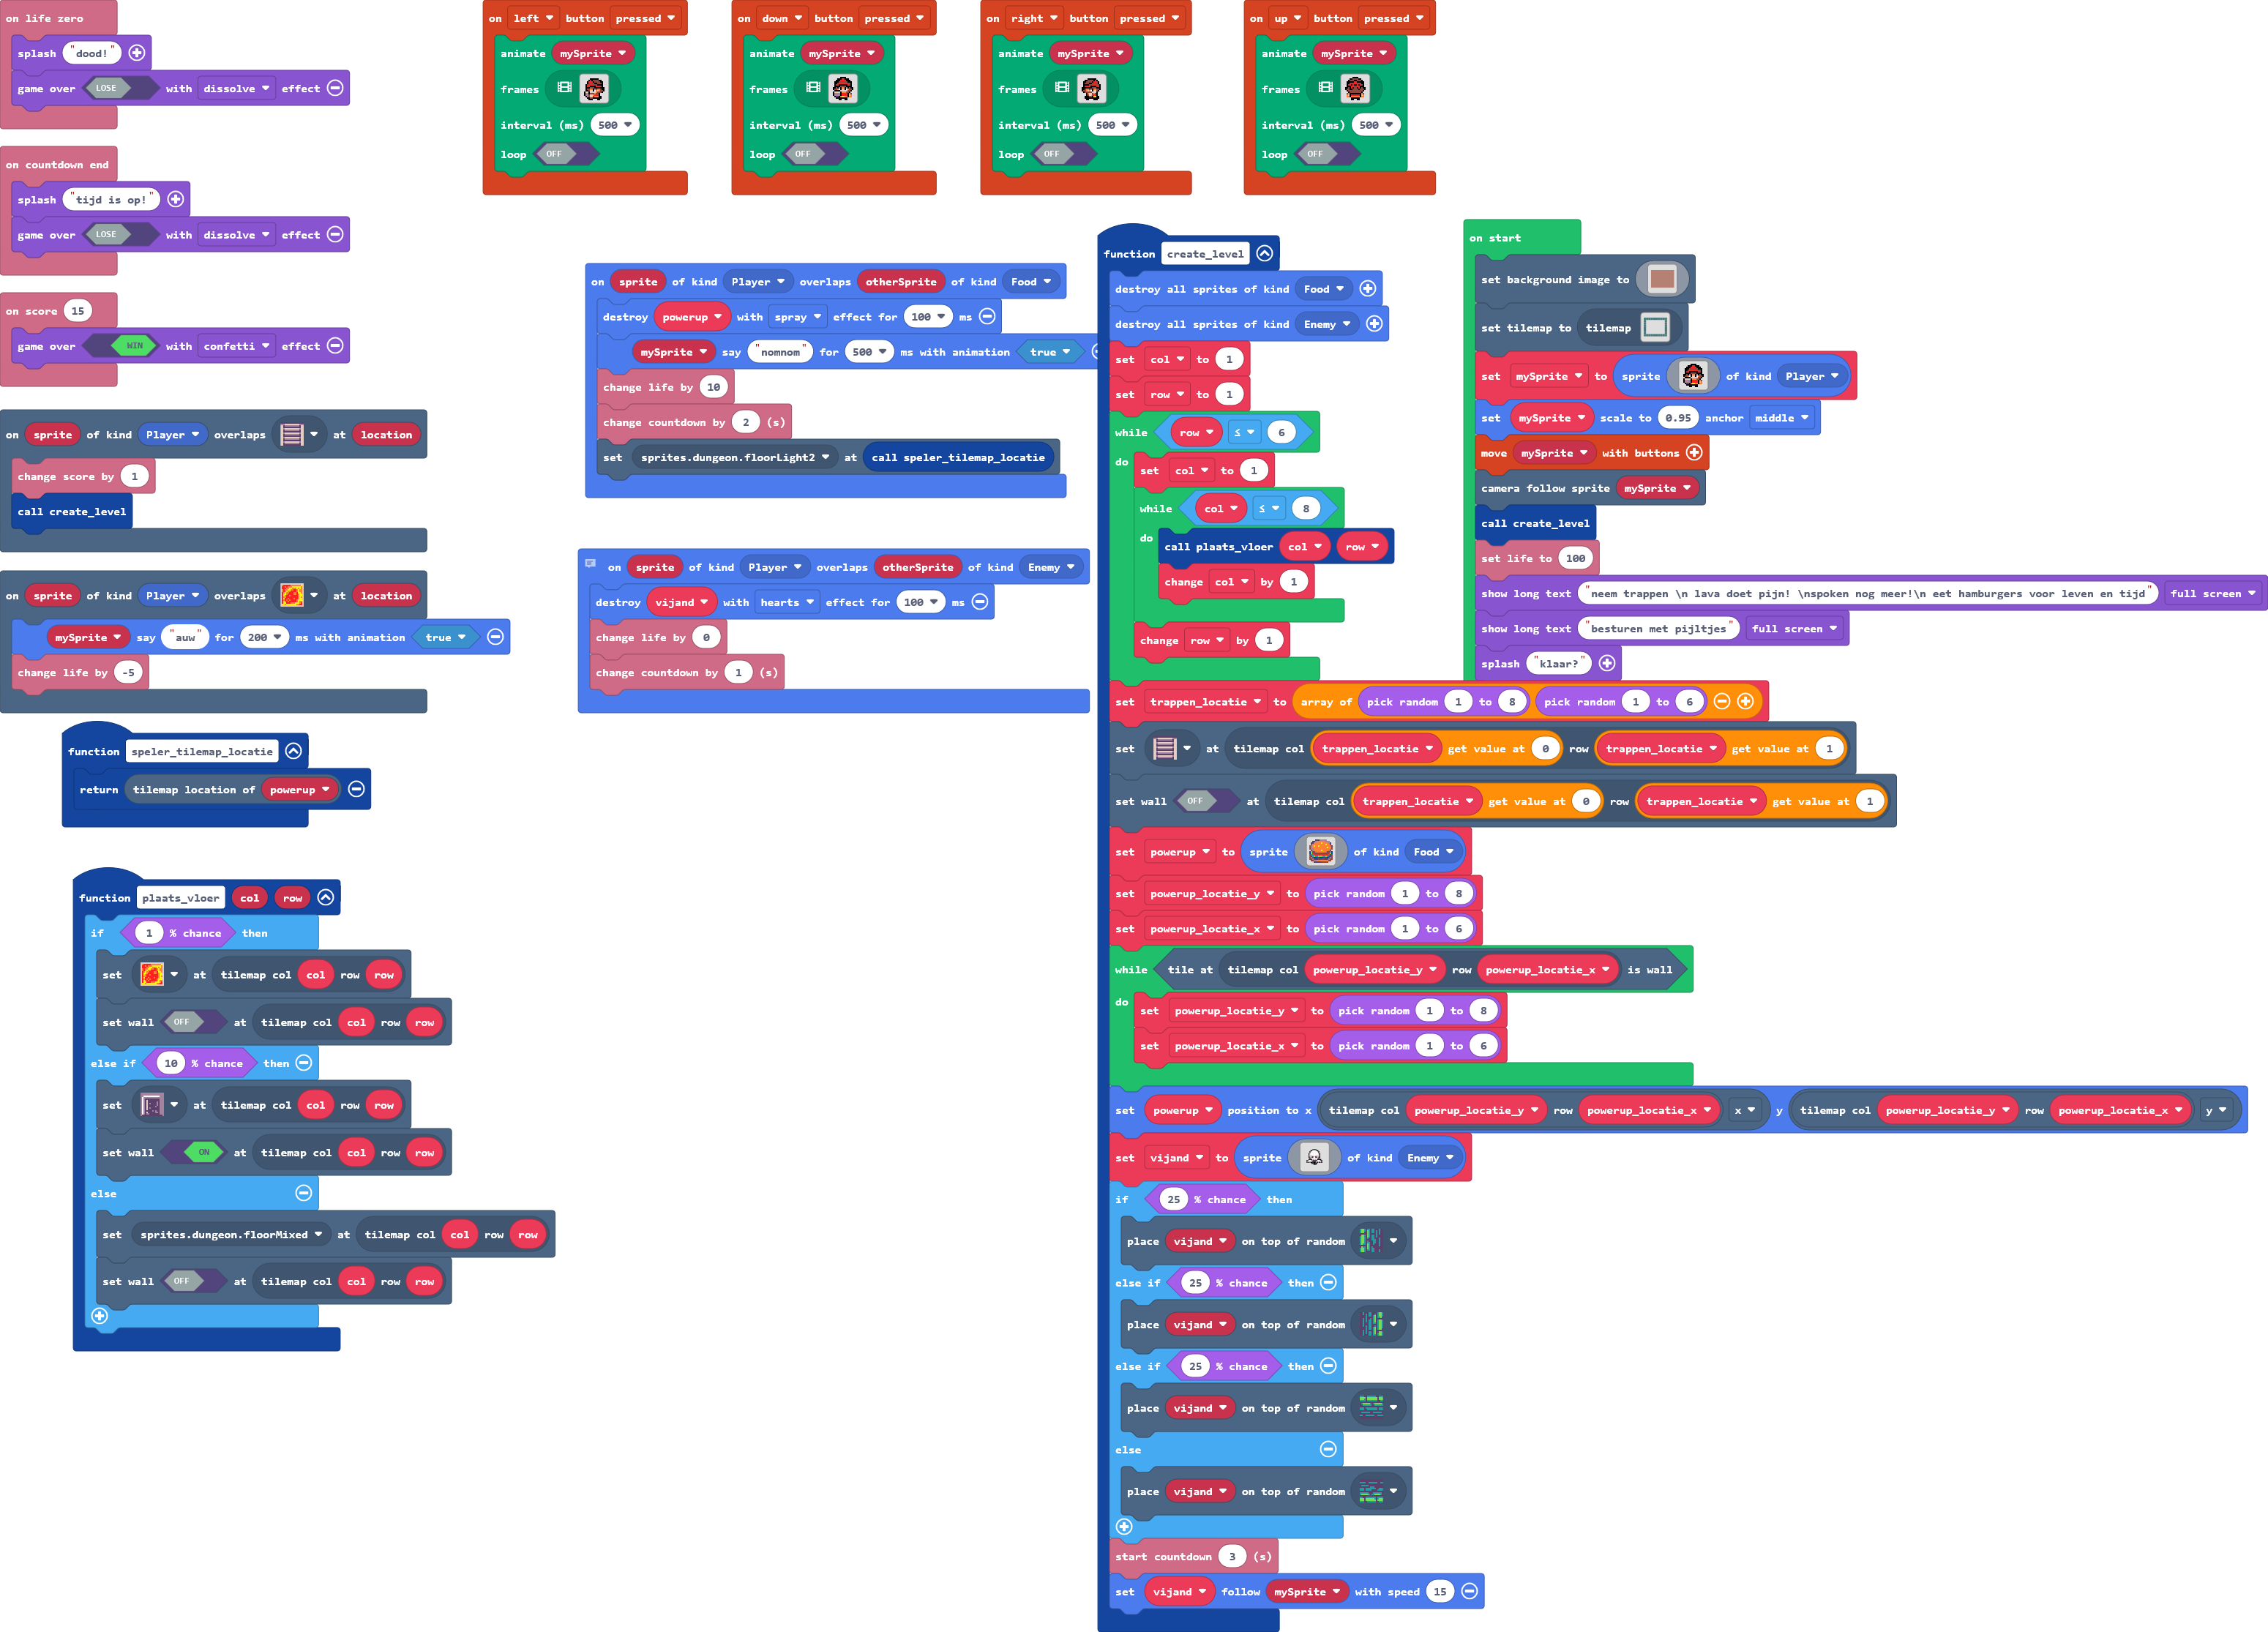 on life zero
splash "dood!"
game over LOSE with dissolve effect
on countdown end
splash "tijd is op!"
game over LOSE with dissolve effect
on score 15
game over WIN with confetti effect
on sprite of kind Player overlaps at location
change score by 1
call create_level
on sprite of kind Player overlaps at location
mySprite say "auw" for 200 ms with animation true
change life by -5
function speler_tilemap_locatie
return tilemap location of powerup
function plaats_vloer col row
if 1 % chance then
set at tilemap col col row row
set wall OFF at tilemap col col row row
else if 10 % chance then
set at tilemap col col row row
set wall ON at tilemap col col row row
else
set sprites.dungeon.floorMixed at tilemap col col row row
set wall OFF at tilemap col col row row
on left button pressed
animate mySprite
frames
interval (ms) 500
loop OFF
on down button pressed
animate mySprite
frames
interval (ms) 500
loop OFF
on right button pressed
animate mySprite
frames
interval (ms) 500
loop OFF
on up button pressed
animate mySprite
frames
interval (ms) 500
loop OFF
on sprite of kind Player overlaps otherSprite of kind Food
destroy powerup with spray effect for 100 ms
mySprite say "nomnom" for 500 ms with animation true
change life by 10
change countdown by 2 (s)
set sprites.dungeon.floorLight2 at call speler_tilemap_locatie
on sprite of kind Player overlaps otherSprite of kind Enemy
destroy vijand with hearts effect for 100 ms
change life by 0
change countdown by 1 (s)
function create_level
destroy all sprites of kind Food
destroy all sprites of kind Enemy
set col to 1
set row to 1
while row ≤ 6
do set col to 1
while col ≤ 8
do call plaats_vloer col row
change col by 1
change row by 1
set trappen_locatie to array of pick random 1 to 8 pick random 1 to 6
set at tilemap col trappen_locatie get value at 0 row trappen_locatie get value at 1
set wall OFF at tilemap col trappen_locatie get value at 0 row trappen_locatie get value at 1
set powerup to sprite of kind Food
set powerup_locatie_y to pick random 1 to 8
set powerup_locatie_x to pick random 1 to 6
while tile at tilemap col powerup_locatie_y row powerup_locatie_x is wall
do set powerup_locatie_y to pick random 1 to 8
set powerup_locatie_x to pick random 1 to 6
set powerup position to x tilemap col powerup_locatie_y row powerup_locatie_x x y tilemap col powerup_locatie_y row powerup_locatie_x y
set vijand to sprite of kind Enemy
if 25 % chance then
place vijand on top of random
else if 25 % chance then
place vijand on top of random
else if 25 % chance then
place vijand on top of random
else
place vijand on top of random
start countdown 3 (s)
set vijand follow mySprite with speed 15
on start
set background image to
set tilemap to tilemap
set mySprite to sprite of kind Player
set mySprite scale to 0.95 anchor middle
move mySprite with buttons
camera follow sprite mySprite
call create_level
set life to 100
show long text "neem trappen \n lava doet pijn! \nspoken nog meer!\n eet hamburgers voor leven en tijd" full screen
show long text "besturen met pijltjes" full screen
splash "klaar?"